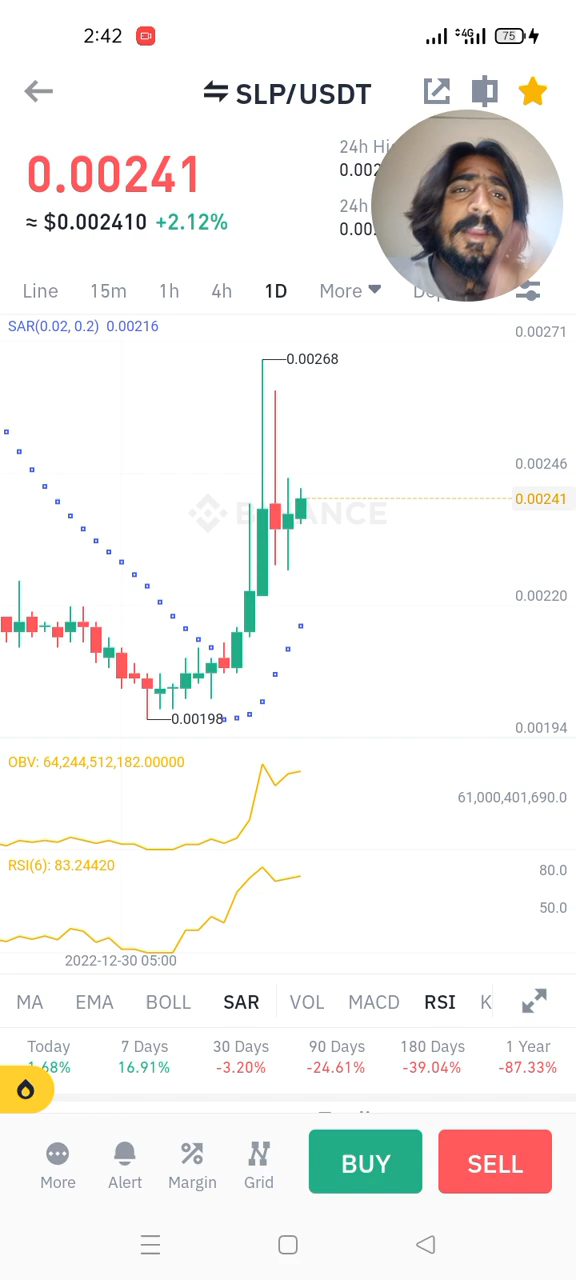 2:42 4G 75
SLP/USDT
0.00241
≈ $0.002410 +2.12%
24h Hi
0.002
24h
0.00
Line 15m 1h 4h 1D More
SAR(0.02, 0.2) 0.00216
0.00271
0.00268
0.00246
0.00241
BINANCE
0.00220
0.00198
0.00194
OBV: 64,244,512,182.00000
61,000,401,690.0
RSI(6): 83.24420
80.0
50.0
2022-12-30 05:00
MA EMA BOLL SAR VOL MACD RSI K
Today 7 Days 30 Days 90 Days 180 Days 1 Year
1.68% 16.91% -3.20% -24.61% -39.04% -87.33%
More Alert Margin Grid BUY SELL